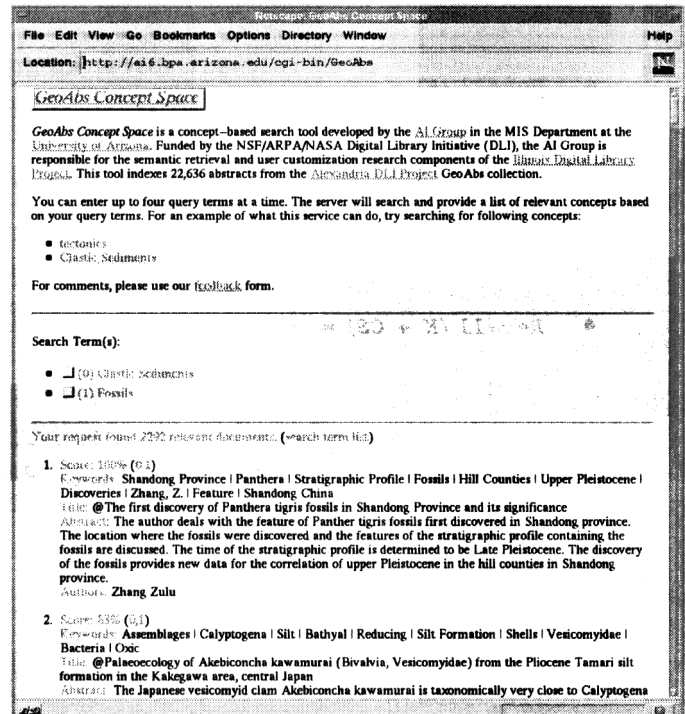 Netscape: GeoAbs Concept Space
File Edit View Go Bookmarks Options Directory Window Help
Location: http://ai6.bpa.arizona.edu/cgi-bin/GeoAbs
N
GeoAbs Concept Space
GeoAbs Concept Space is a concept-based search tool developed by the AI Group in the MIS Department at the
University of Arizona. Funded by the NSF/ARPA/NASA Digital Library Initiative (DLI), the AI Group is
responsible for the semantic retrieval and user customization research components of the Illinois Digital Library
Project. This tool indexes 22,636 abstracts from the Alexandria DLI Project GeoAbs collection.
You can enter up to four query terms at a time. The server will search and provide a list of relevant concepts based
on your query terms. For an example of what this service can do, try searching for following concepts:
tectonics
Clastic Sediments
For comments, please use our feedback form.
Search Term(s):
(0) Clastic Sediments
(1) Fossils
Your request found 2292 relevant documents. (search term list)
1. Score: 100% (0,1)
Keywords: Shandong Province | Panthera | Stratigraphic Profile | Fossils | Hill Counties | Upper Pleistocene |
Discoveries | Zhang, Z. | Feature | Shandong China
Title: @The first discovery of Panthera tigris fossils in Shandong Province and its significance
Abstract: The author deals with the feature of Panther tigris fossils first discovered in Shandong province.
The location where the fossils were discovered and the features of the stratigraphic profile containing the
fossils are discussed. The time of the stratigraphic profile is determined to be Late Pleistocene. The discovery
of the fossils provides new data for the correlation of upper Pleistocene in the hill counties in Shandong
province.
Authors: Zhang Zulu
2. Score: 83% (0,1)
Keywords: Assemblages | Calyptogena | Silt | Bathyal | Reducing | Silt Formation | Shells | Vesicomyidae |
Bacteria | Oxic
Title: @Palaeoecology of Akebiconcha kawamurai (Bivalvia, Vesicomyidae) from the Pliocene Tamari silt
formation in the Kakegawa area, central Japan
Abstract: The Japanese vesicomyid clam Akebiconcha kawamurai is taxonomically very close to Calyptogena